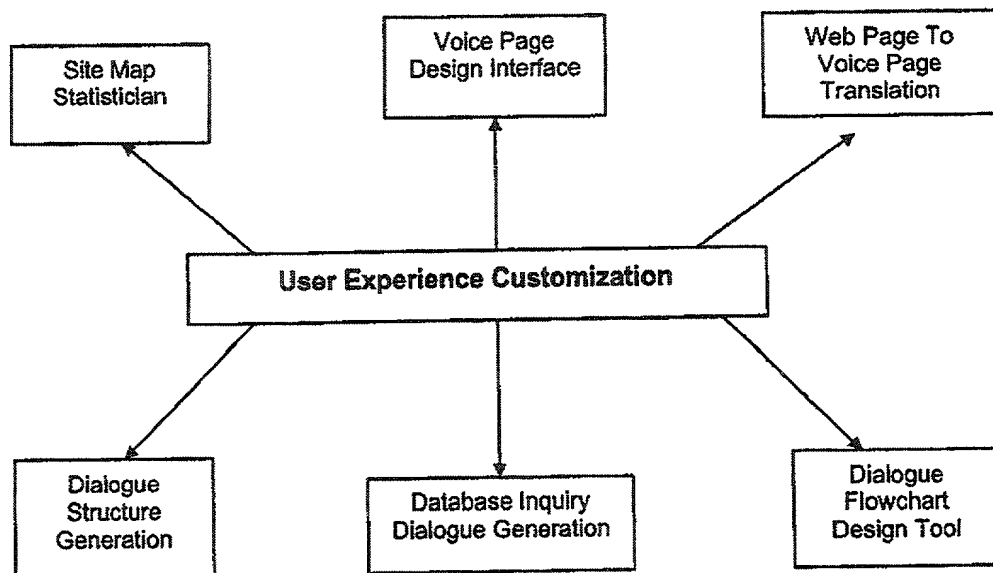 Site Map
Statistician
Voice Page
Design Interface
Web Page To
Voice Page
Translation
User Experience Customization
Dialogue
Structure
Generation
Database Inquiry
Dialogue Generation
Dialogue
Flowchart
Design Tool